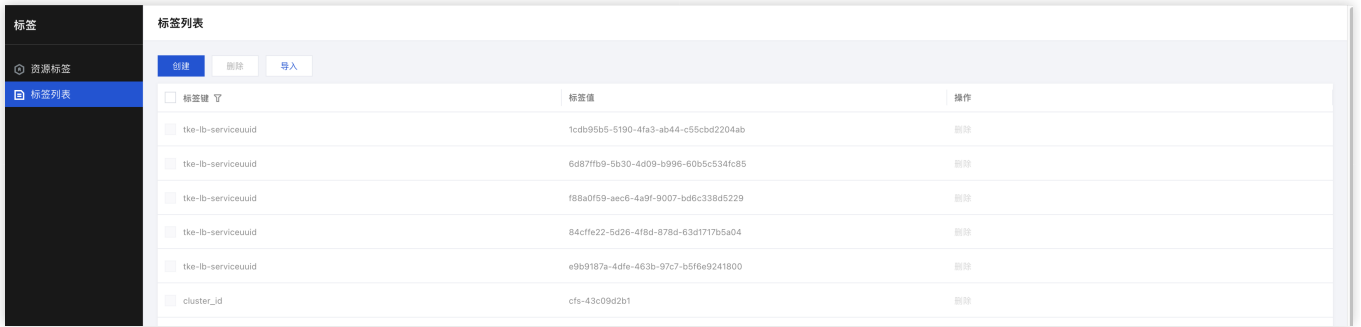 标签
资源标签
标签列表
标签列表
创建 删除 导入
标签键 标签值 操作
tke-lb-serviceuuid 1cdb95b5-5190-4fa3-ab44-c55cbd2204ab 删除
tke-lb-serviceuuid 6d87ffb9-5b30-4d09-b996-60b5c534fc85 删除
tke-lb-serviceuuid f88a0f59-aec6-4a9f-9007-bd6c338d5229 删除
tke-lb-serviceuuid 84cffe22-5d26-4f8d-878d-63d1717b5a04 删除
tke-lb-serviceuuid e9b9187a-4dfe-463b-97c7-b5f6e9241800 删除
cluster_id cfs-43c09d2b1 删除